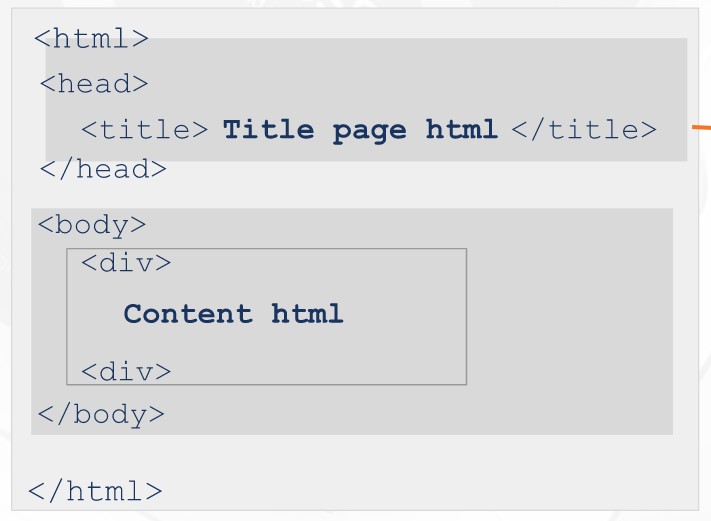 <html>
<head>
<title> Title page html </title>
</head>
<body>
<div>
Content html
<div>
</body>
</html>